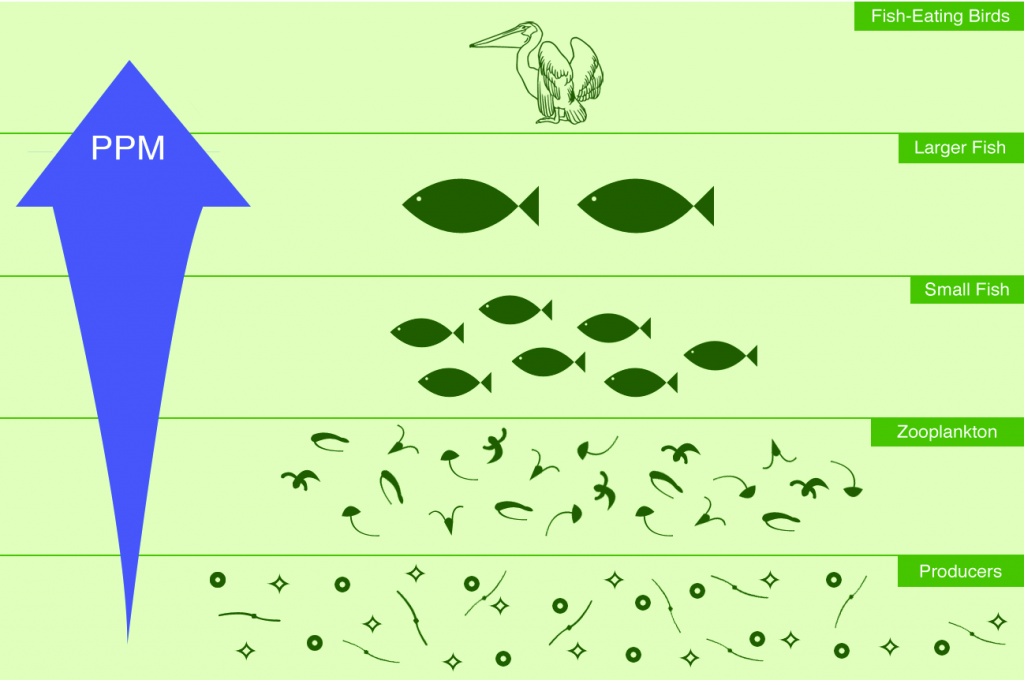 Fish-Eating Birds
PPM
Larger Fish
Small Fish
Zooplankton
Producers